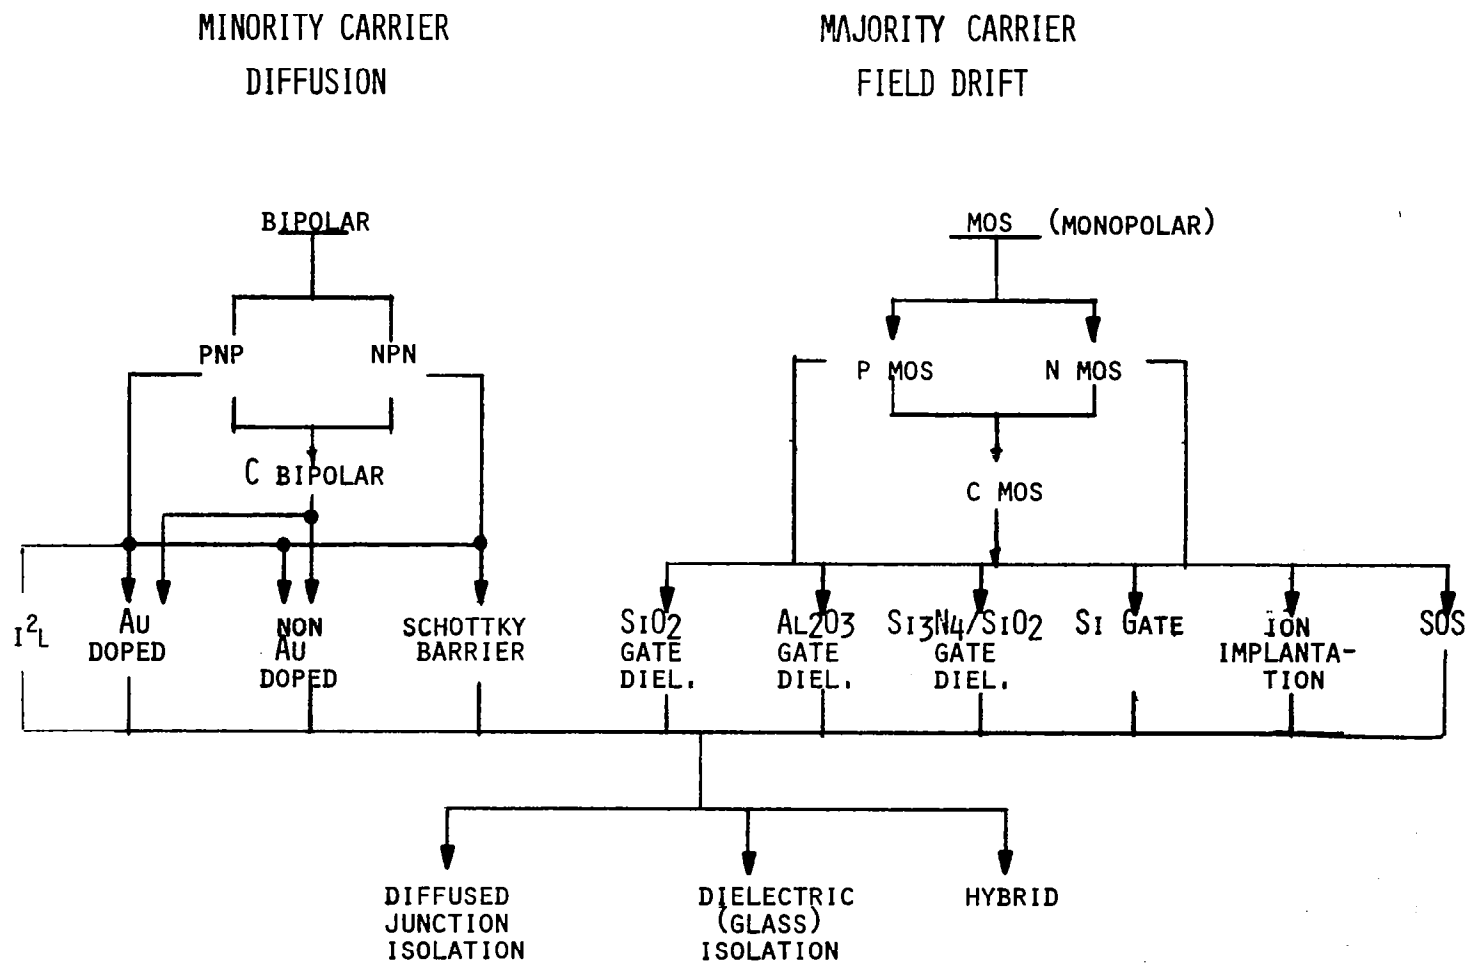 MINORITY CARRIER
DIFFUSION
MAJORITY CARRIER
FIELD DRIFT
BIPOLAR
MOS (MONOPOLAR)
PNP
NPN
P MOS
N MOS
C BIPOLAR
C MOS
I²L
AU
DOPED
NON
AU
DOPED
SCHOTTKY
BARRIER
SIO2
GATE
DIEL.
AL2O3
GATE
DIEL.
SI3N4/SIO2
GATE
DIEL.
SI GATE
ION
IMPLANTA-
TION
SOS
DIFFUSED
JUNCTION
ISOLATION
DIELECTRIC
(GLASS)
ISOLATION
HYBRID